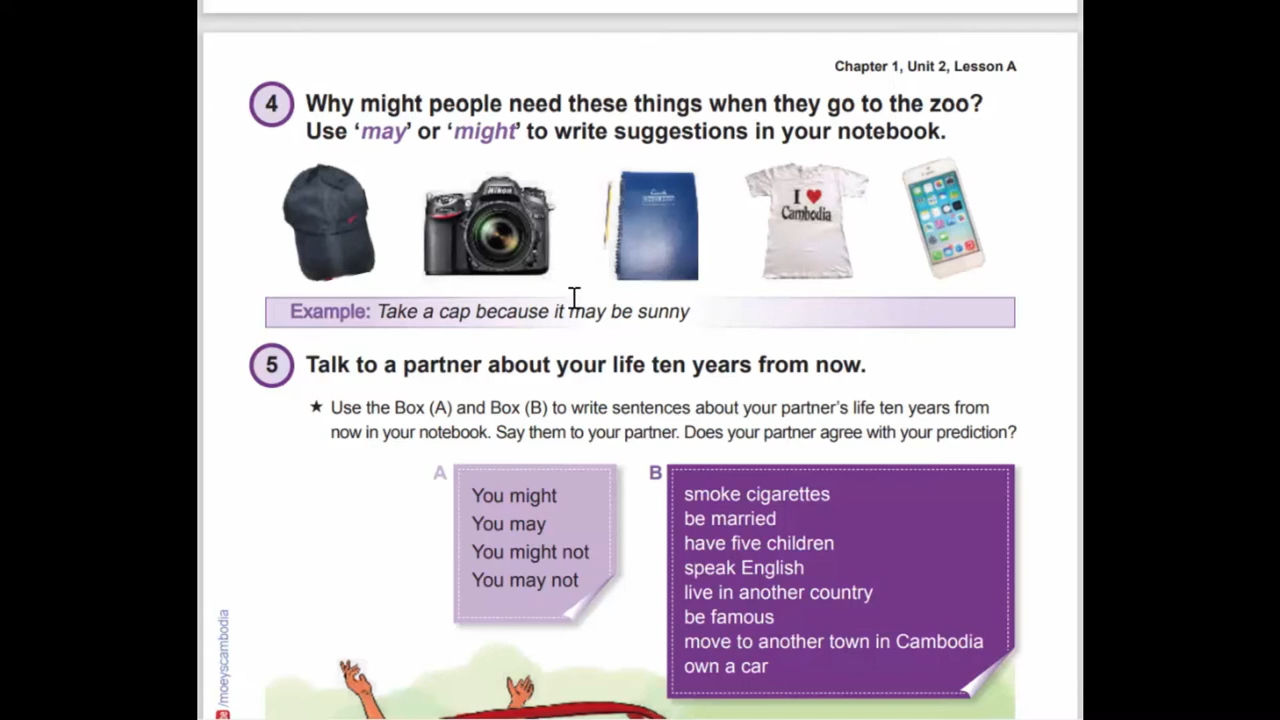 Chapter 1, Unit 2, Lesson A
4
Why might people need these things when they go to the zoo?
Use ‘may’ or ‘might’ to write suggestions in your notebook.
Nikon
I ❤
Cambodia
Example: Take a cap because it may be sunny
5
Talk to a partner about your life ten years from now.
★ Use the Box (A) and Box (B) to write sentences about your partner’s life ten years from
now in your notebook. Say them to your partner. Does your partner agree with your prediction?
A
You might
You may
You might not
You may not
B
smoke cigarettes
be married
have five children
speak English
live in another country
be famous
move to another town in Cambodia
own a car
/moeyscambodia